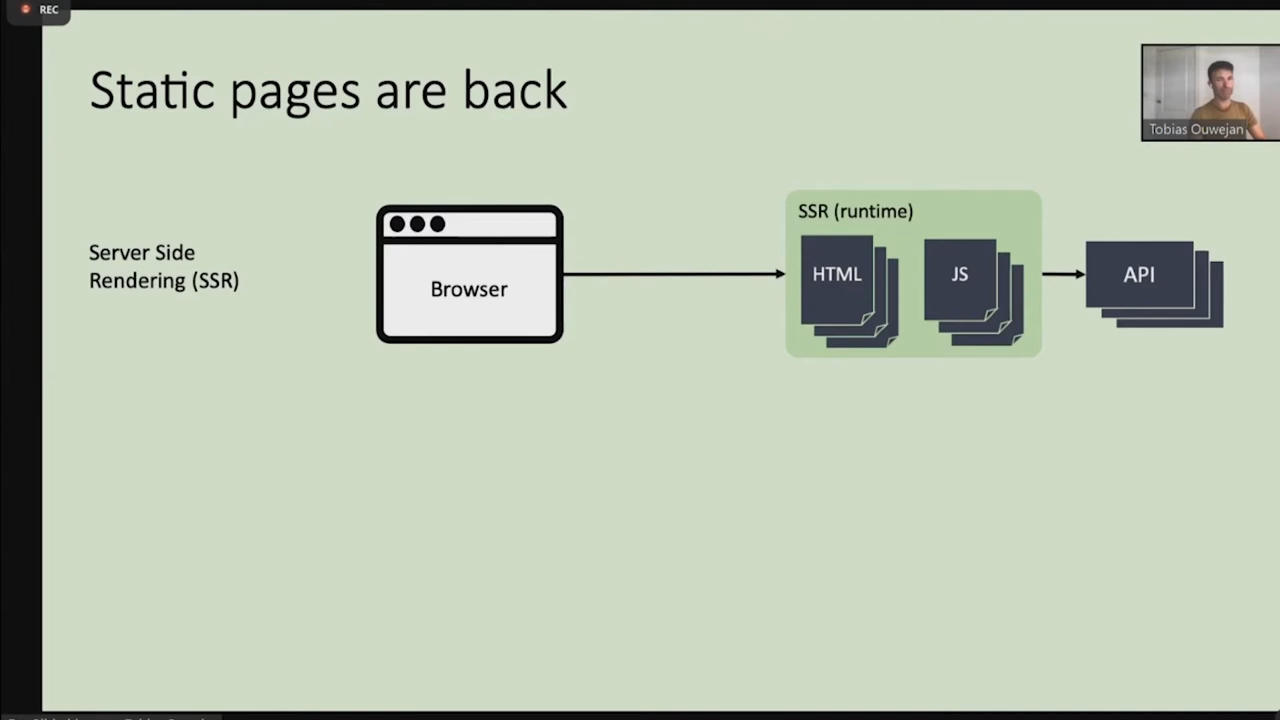 REC
Static pages are back
Tobias Ouwejan
SSR (runtime)
Server Side
Rendering (SSR)
Browser
HTML
JS
API